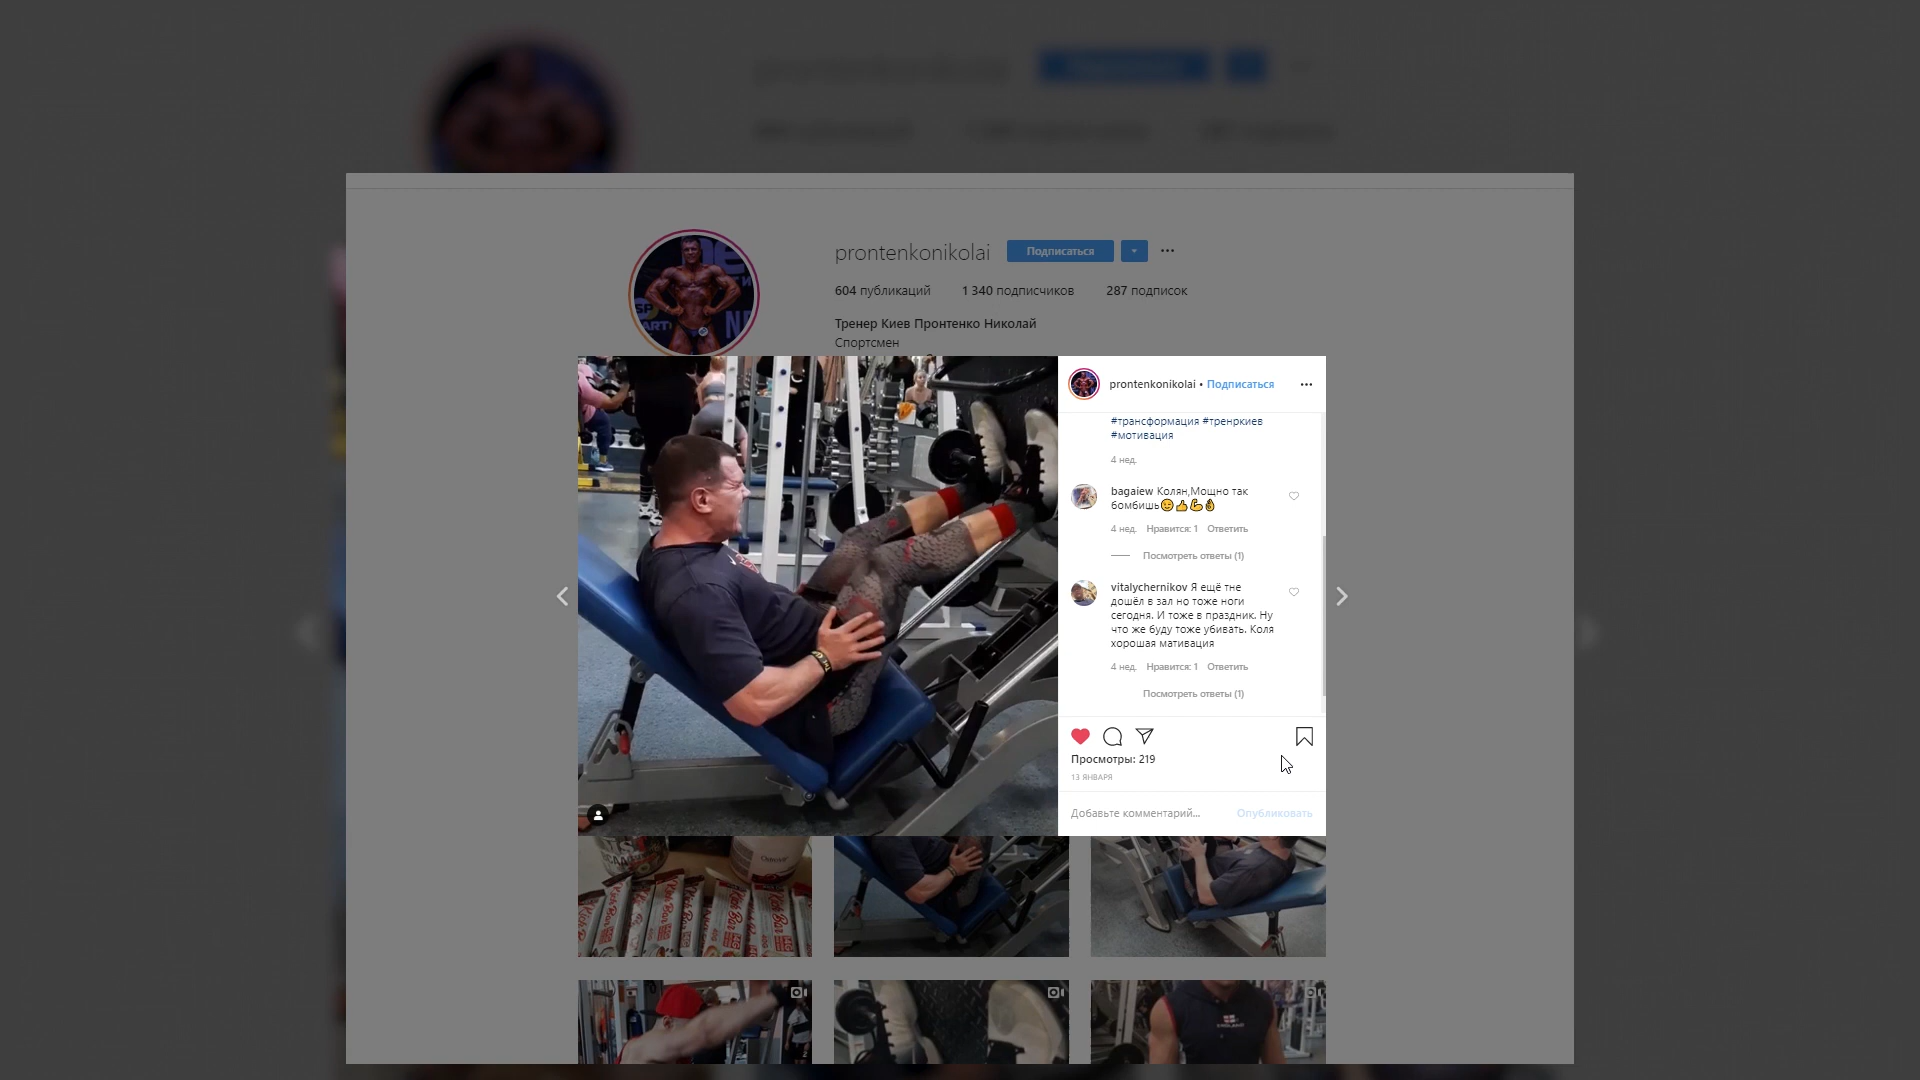 prontenkonikolai Подписаться
604 публикаций 1 340 подписчиков 287 подписок
Тренер Киев Пронтенко Николай
Спортсмен
prontenkonikolai • Подписаться
#трансформация #тренркиев
#мотивация
4 нед.
bagaiew Колян,Мощно так
бомбишь😉👍💪👌
4 нед. Нравится: 1 Ответить
Посмотреть ответы (1)
vitalychernikov Я ещё тне
дошёл в зал но тоже ноги
сегодня. И тоже в праздник. Ну
что же буду тоже убивать. Коля
хорошая мативация
4 нед. Нравится: 1 Ответить
Посмотреть ответы (1)
Просмотры: 219
13 ЯНВАРЯ
Добавьте комментарий... Опубликовать
ENGLAND